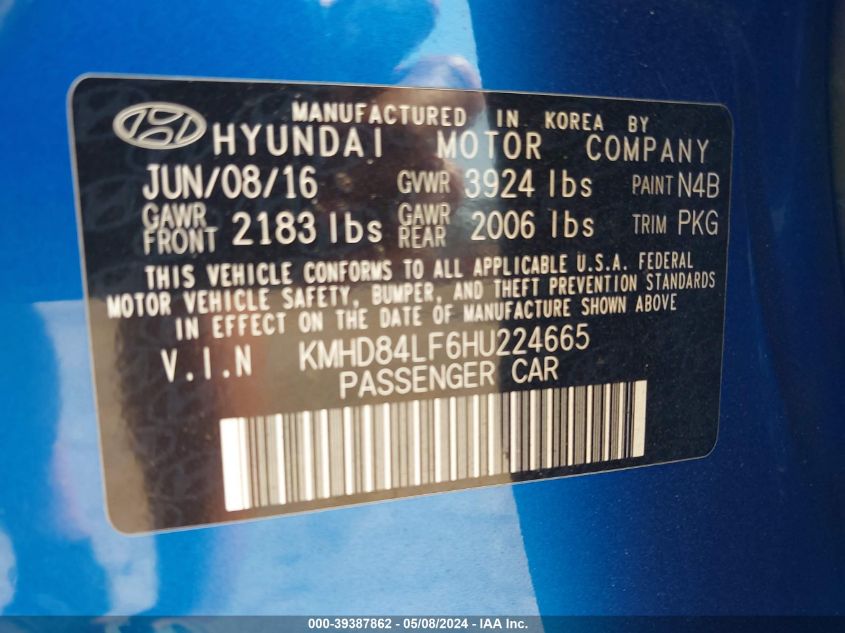 MANUFACTURED IN KOREA BY
HYUNDAI MOTOR COMPANY
JUN/08/16 GVWR 3924 lbs PAINT N4B
GAWR FRONT 2183 lbs GAWR REAR 2006 lbs TRIM PKG
THIS VEHICLE CONFORMS TO ALL APPLICABLE U.S.A. FEDERAL
MOTOR VEHICLE SAFETY, BUMPER, AND THEFT PREVENTION STANDARDS
IN EFFECT ON THE DATE OF MANUFACTURE SHOWN ABOVE
V.I.N KMHD84LF6HU224665
PASSENGER CAR
000-39387862 - 05/08/2024 - IAA Inc.